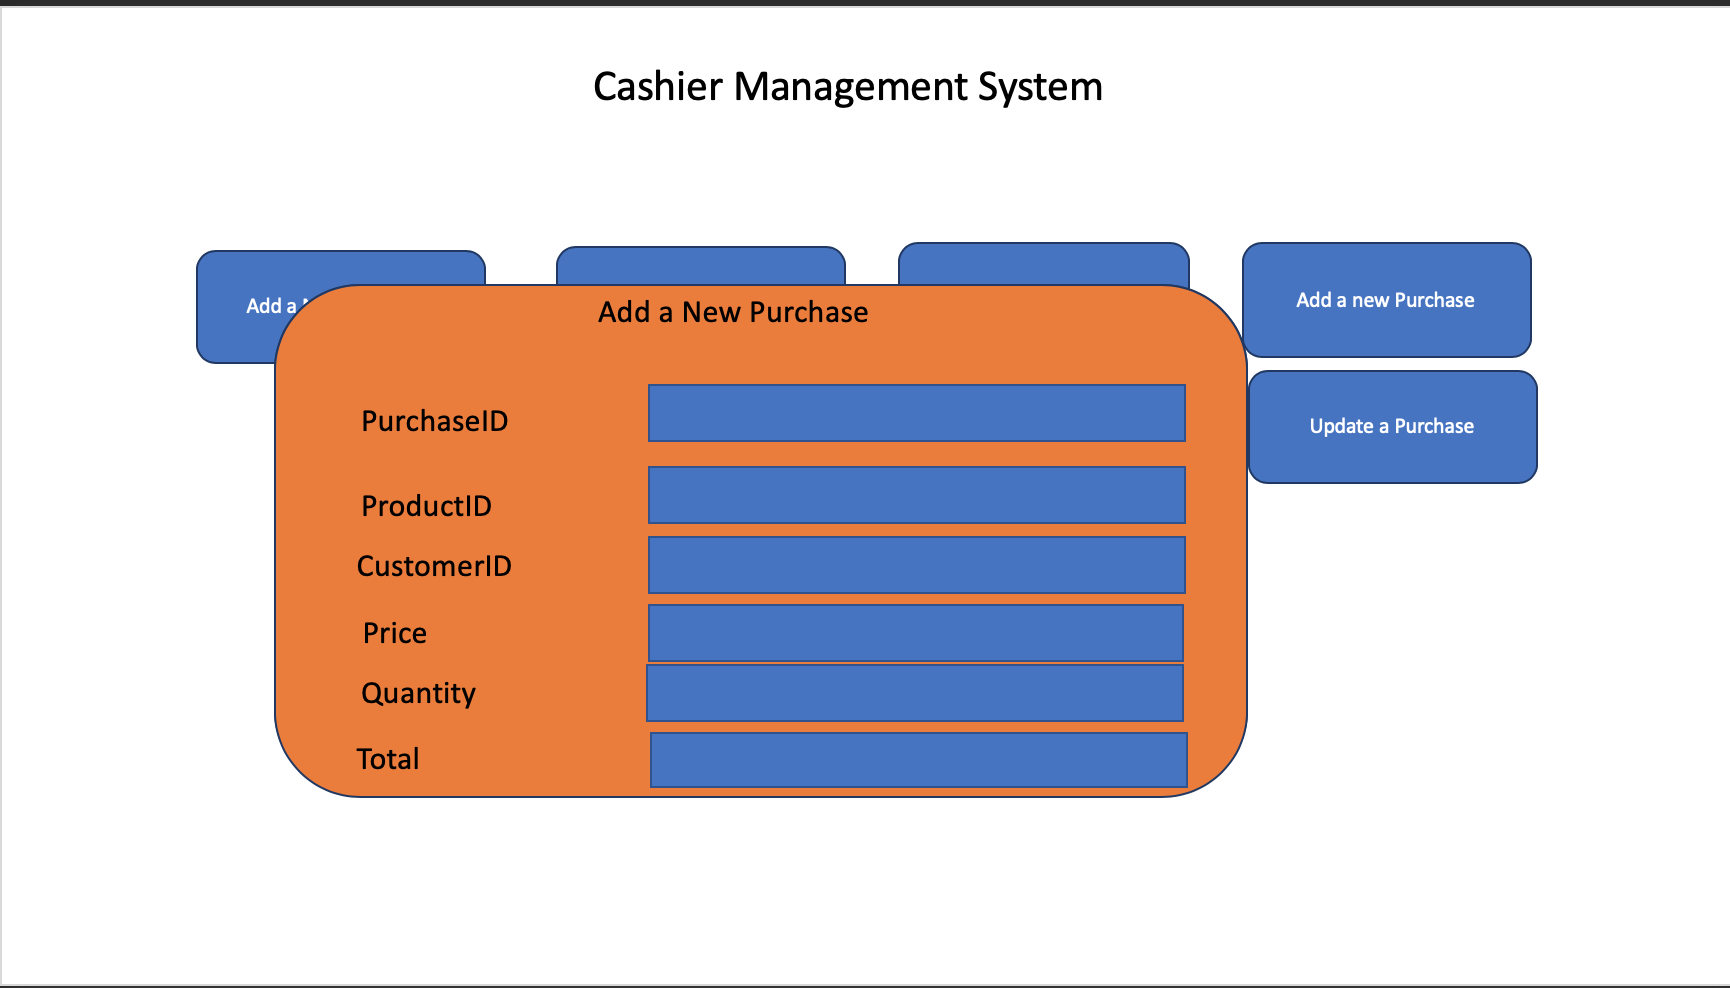 Cashier Management System
Add a
Add a new Purchase
Add a New Purchase
Update a Purchase
PurchaseID
ProductID
CustomerID
Price
Quantity
Total